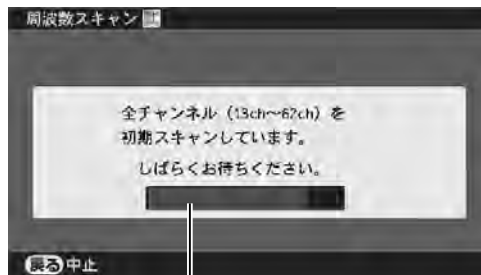 周波数スキャン
全チャンネル（13ch〜62ch）を
初期スキャンしています。
しばらくお待ちください。
戻る 中止